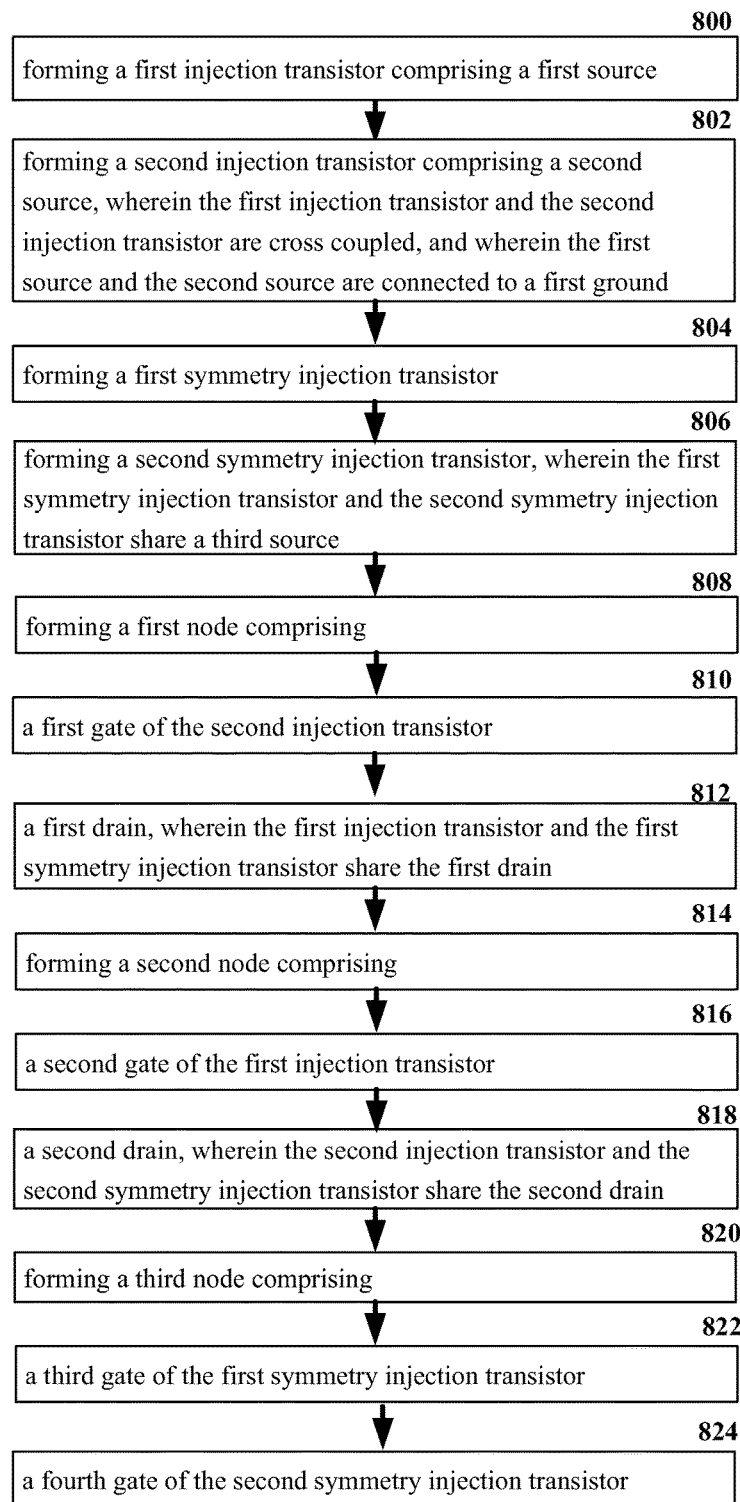 800
forming a first injection transistor comprising a first source
802
forming a second injection transistor comprising a second
source, wherein the first injection transistor and the second
injection transistor are cross coupled, and wherein the first
source and the second source are connected to a first ground
804
forming a first symmetry injection transistor
806
forming a second symmetry injection transistor, wherein the first
symmetry injection transistor and the second symmetry injection
transistor share a third source
808
forming a first node comprising
810
a first gate of the second injection transistor
812
a first drain, wherein the first injection transistor and the first
symmetry injection transistor share the first drain
814
forming a second node comprising
816
a second gate of the first injection transistor
818
a second drain, wherein the second injection transistor and the
second symmetry injection transistor share the second drain
820
forming a third node comprising
822
a third gate of the first symmetry injection transistor
824
a fourth gate of the second symmetry injection transistor